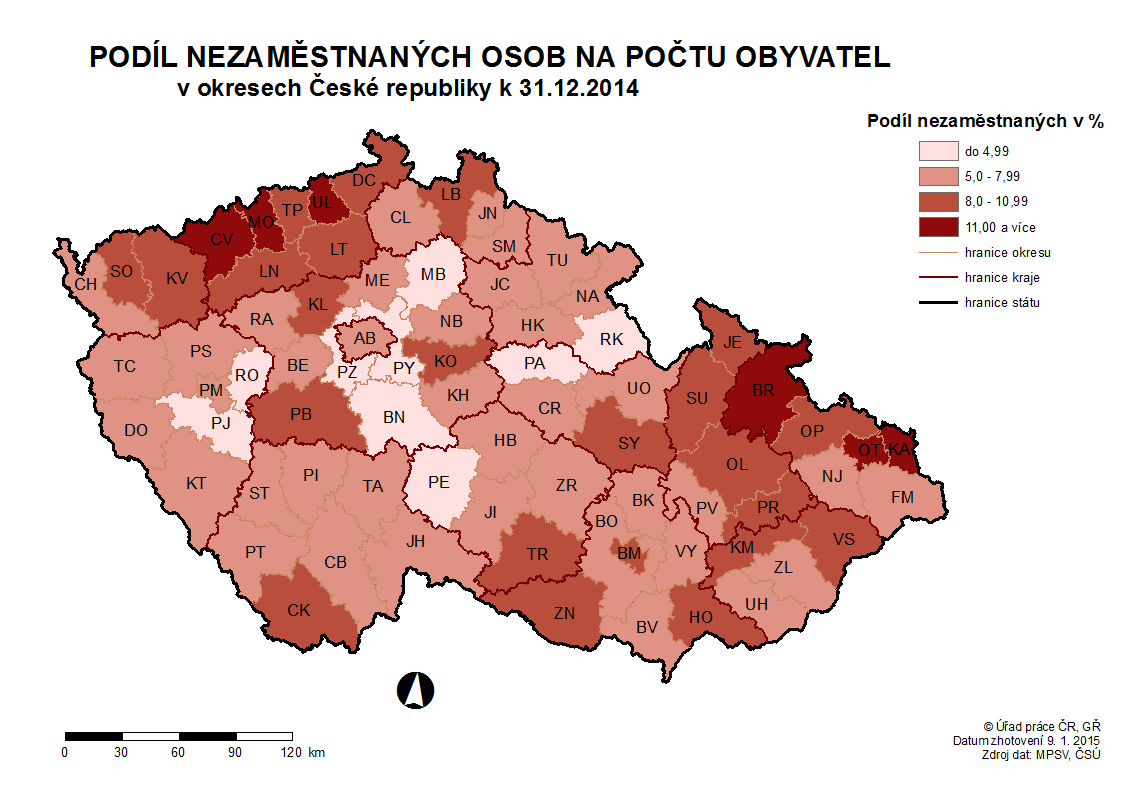 PODÍL NEZAMĚSTNANÝCH OSOB NA POČTU OBYVATEL
v okresech České republiky k 31.12.2014
Podíl nezaměstnaných v %
do 4,99
5,0 - 7,99
8,0 - 10,99
11,00 a více
hranice okresu
hranice kraje
hranice státu
DC
LB
UL
TP
MO
CL
JN
CV
LT
SM
TU
SO
KV
LN
MB
CH
ME
JC
NA
KL
RA
NB
HK
AB
RK
JE
PS
KO
PA
TC
BE
PZ
PY
RO
PM
UO
BR
KH
SU
PB
CR
BN
PJ
DO
OP
HB
SY
OT
KA
OL
PI
NJ
KT
ST
TA
PE
ZR
FM
BK
PV
PR
JI
BO
VS
JH
KM
PT
TR
BM
VY
CB
ZL
UH
CK
ZN
HO
BV
0 30 60 90 120 km
© Úřad práce ČR, GŘ
Datum zhotovení 9. 1. 2015
Zdroj dat: MPSV, ČSÚ